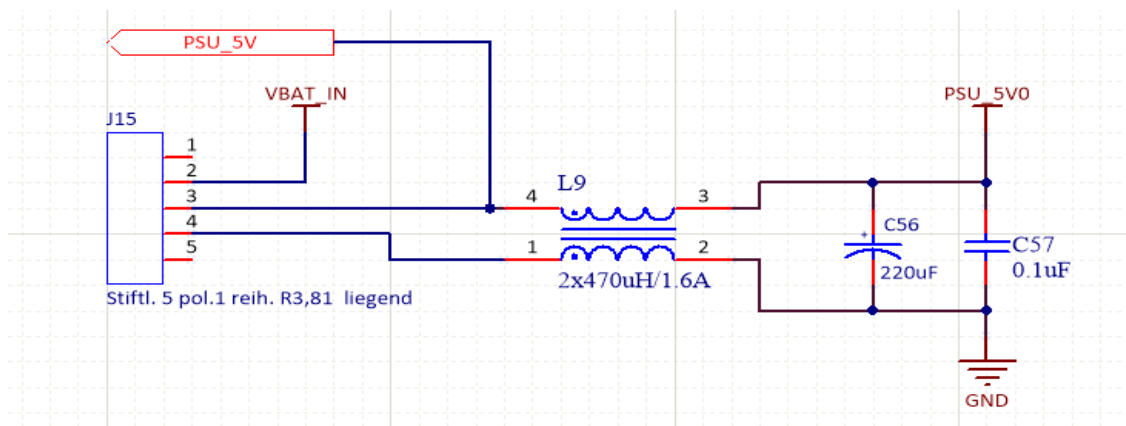 PSU_5V
VBAT_IN
PSU_5V0
J15
1
2
3
4
5
Stiftl. 5 pol.1 reih. R3,81 liegend
L9
4
3
1
2
2x470uH/1.6A
+
C56
220uF
C57
0.1uF
GND